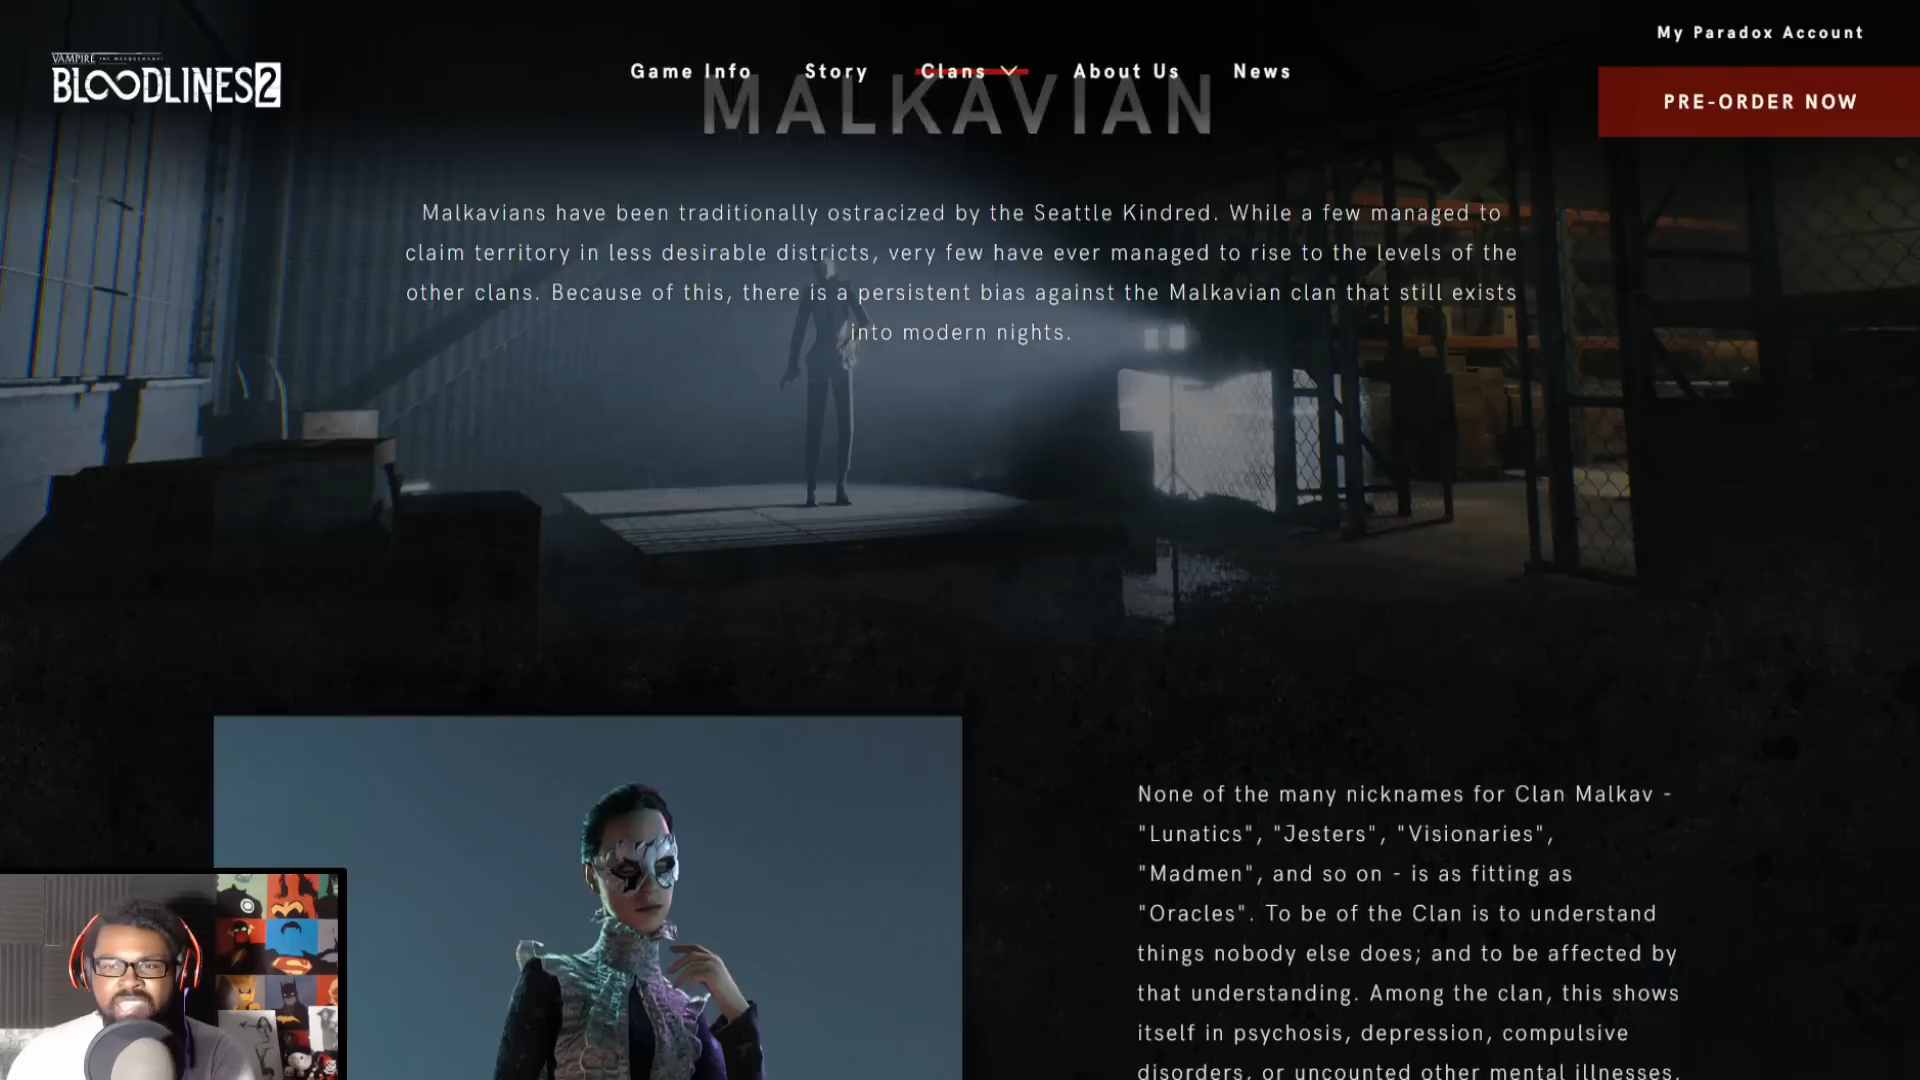 My Paradox Account
VAMPIRE THE MASQUERADE
BLOODLINES 2
Game Info
Story
Clans
About Us
News
PRE-ORDER NOW
MALKAVIAN
Malkavians have been traditionally ostracized by the Seattle Kindred. While a few managed to
claim territory in less desirable districts, very few have ever managed to rise to the levels of the
other clans. Because of this, there is a persistent bias against the Malkavian clan that still exists
into modern nights.
None of the many nicknames for Clan Malkav -
"Lunatics", "Jesters", "Visionaries",
"Madmen", and so on - is as fitting as
"Oracles". To be of the Clan is to understand
things nobody else does; and to be affected by
that understanding. Among the clan, this shows
itself in psychosis, depression, compulsive
disorders, or uncounted other mental illnesses.